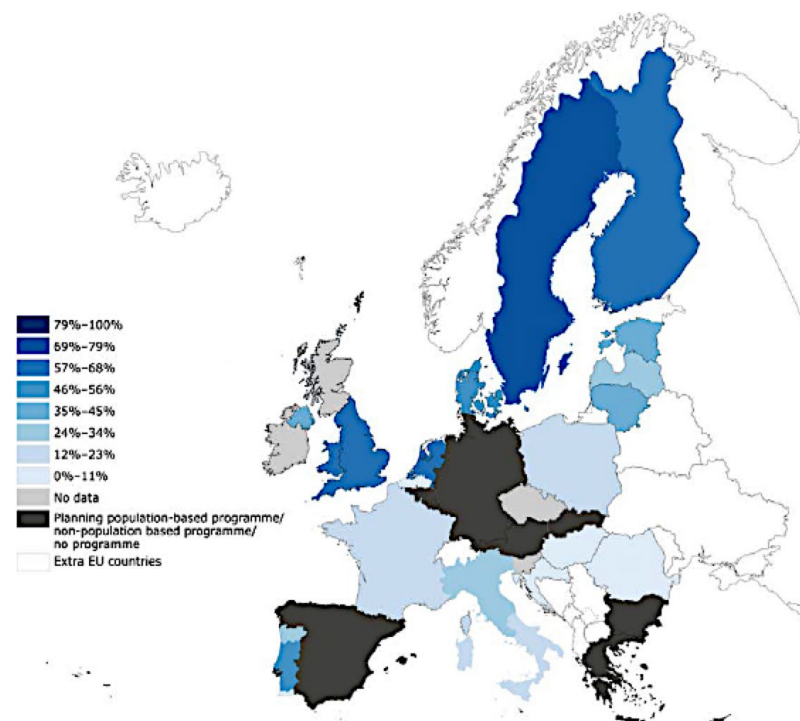 79%–100%
69%–79%
57%–68%
46%–56%
35%–45%
24%–34%
12%–23%
0%–11%
No data
Planning population-based programme/
non-population based programme/
no programme
Extra EU countries